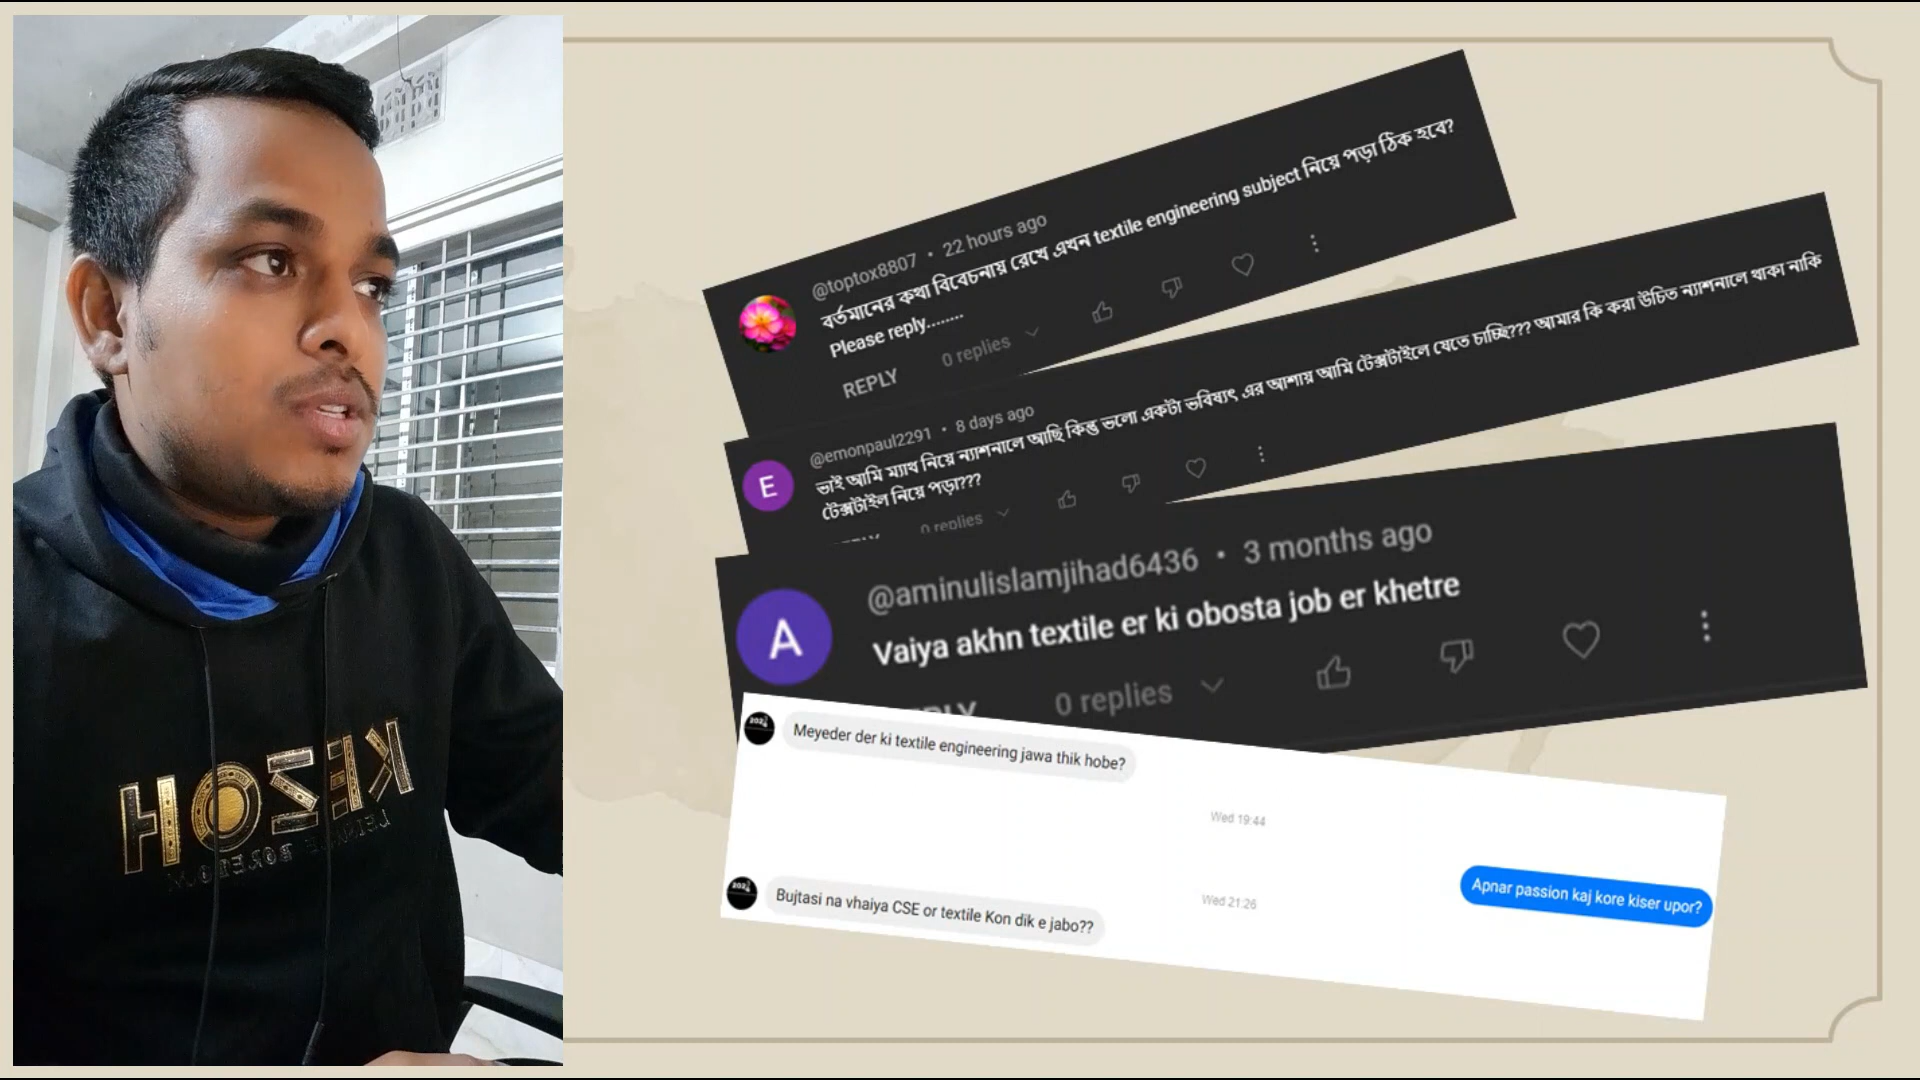 @toptox8807 • 22 hours ago
বর্তমানের কথা বিবেচনায় রেখে এখন textile engineering subject নিয়ে পড়া ঠিক হবে?
Please reply........
REPLY
0 replies
@emonpaul2291 • 8 days ago
ভাই আমি ম্যাথ নিয়ে ন্যাশনালে আছি কিন্তু ভালো একটা ভবিষ্যৎ এর আশায় আমি টেক্সটাইলে যেতে চাচ্ছি??? আমার কি করা উচিত ন্যাশনালে থাকা নাকি
টেক্সটাইল নিয়ে পড়া???
E
0 replies
@aminulislamjihad6436 • 3 months ago
Vaiya akhn textile er ki obosta job er khetre
A
0 replies
Meyeder der ki textile engineering jawa thik hobe?
Wed 19:44
Apnar passion kaj kore kiser upor?
Wed 21:26
Bujtasi na vhaiya CSE or textile Kon dik e jabo??
KEZOH